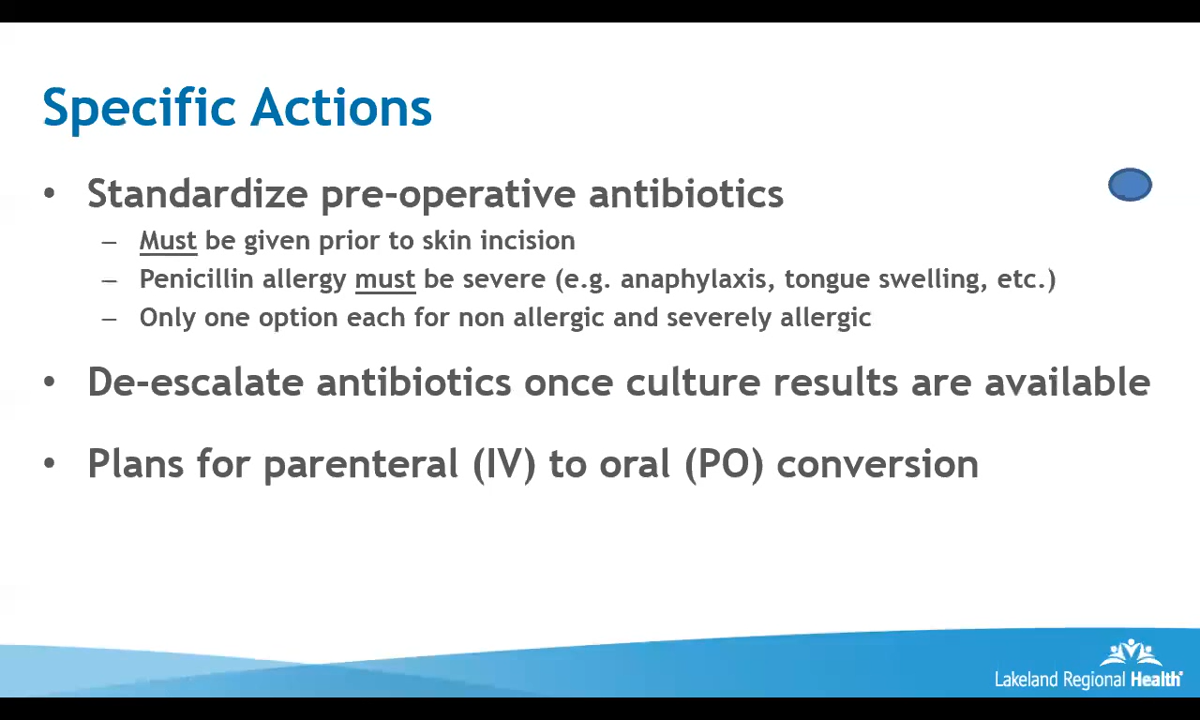 Specific Actions
• Standardize pre-operative antibiotics
– Must be given prior to skin incision
– Penicillin allergy must be severe (e.g. anaphylaxis, tongue swelling, etc.)
– Only one option each for non allergic and severely allergic
• De-escalate antibiotics once culture results are available
• Plans for parenteral (IV) to oral (PO) conversion
Lakeland Regional Health